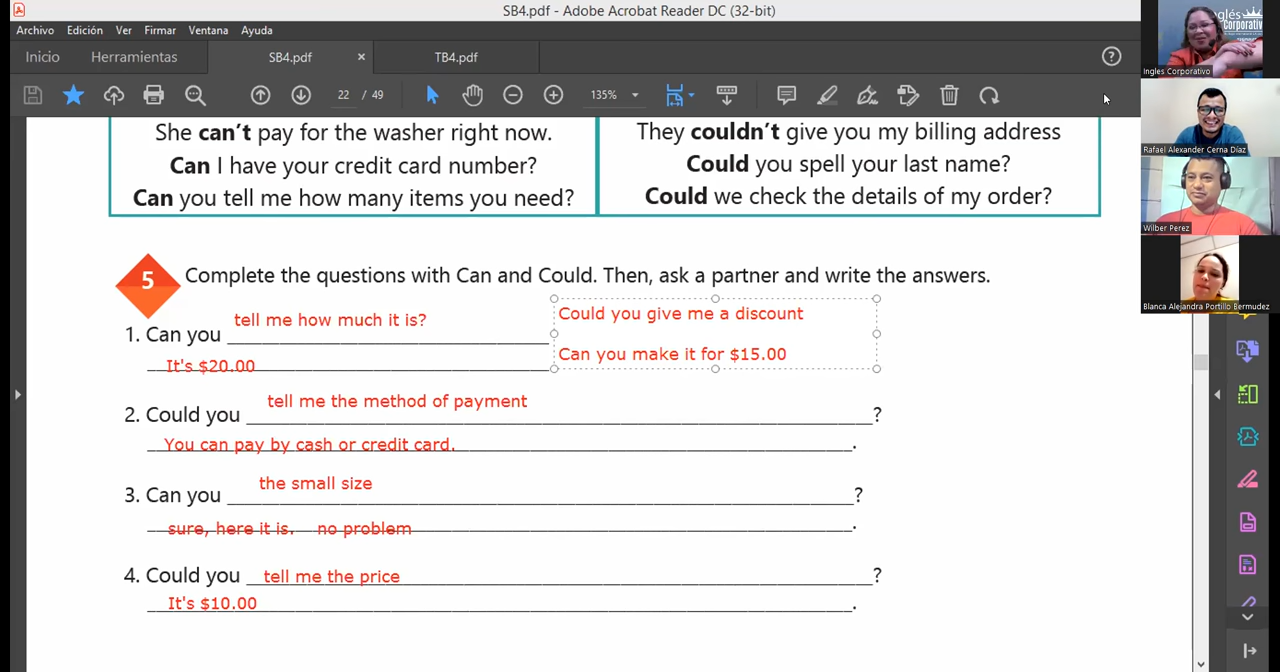 SB4.pdf - Adobe Acrobat Reader DC (32-bit)
Archivo Edición Ver Firmar Ventana Ayuda
Inicio Herramientas SB4.pdf × TB4.pdf
22 / 49 135%
She can't pay for the washer right now.
Can I have your credit card number?
Can you tell me how many items you need?
They couldn't give you my billing address
Could you spell your last name?
Could we check the details of my order?
5 Complete the questions with Can and Could. Then, ask a partner and write the answers.
1. Can you tell me how much it is?
It's $20.00
Could you give me a discount
Can you make it for $15.00
2. Could you tell me the method of payment ?
You can pay by cash or credit card. .
3. Can you the small size ?
sure, here it is. no problem .
4. Could you tell me the price ?
It's $10.00 .
Inglés
Corporativo
Ingles Corporativo
Rafael Alexander Cerna Díaz
Wilber Perez
Blanca Alejandra Portillo Bermudez